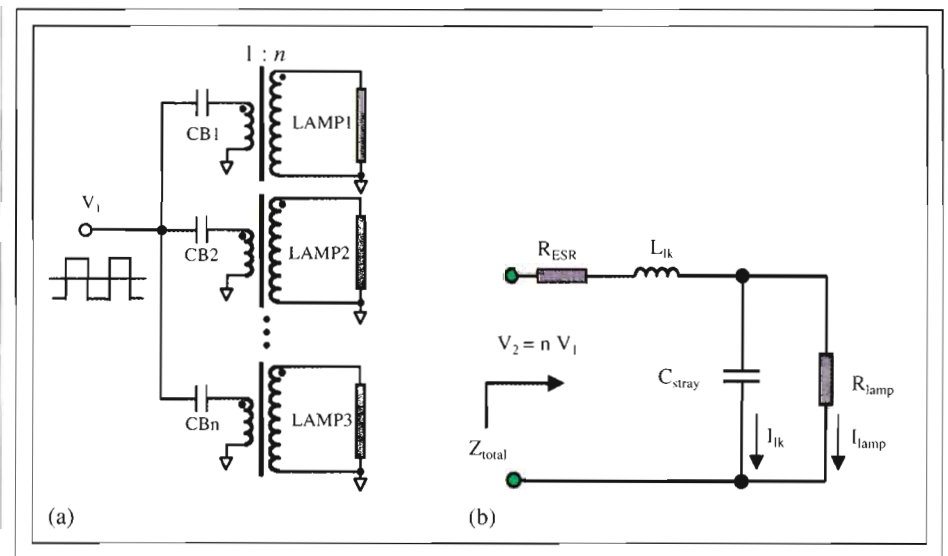 1 : n
CB1
LAMP1
V1
CB2
LAMP2
CBn
LAMP3
(a)
RESR
Llk
V2 = n V1
Cstray
Rlamp
Ztotal
Ilk
Ilamp
(b)